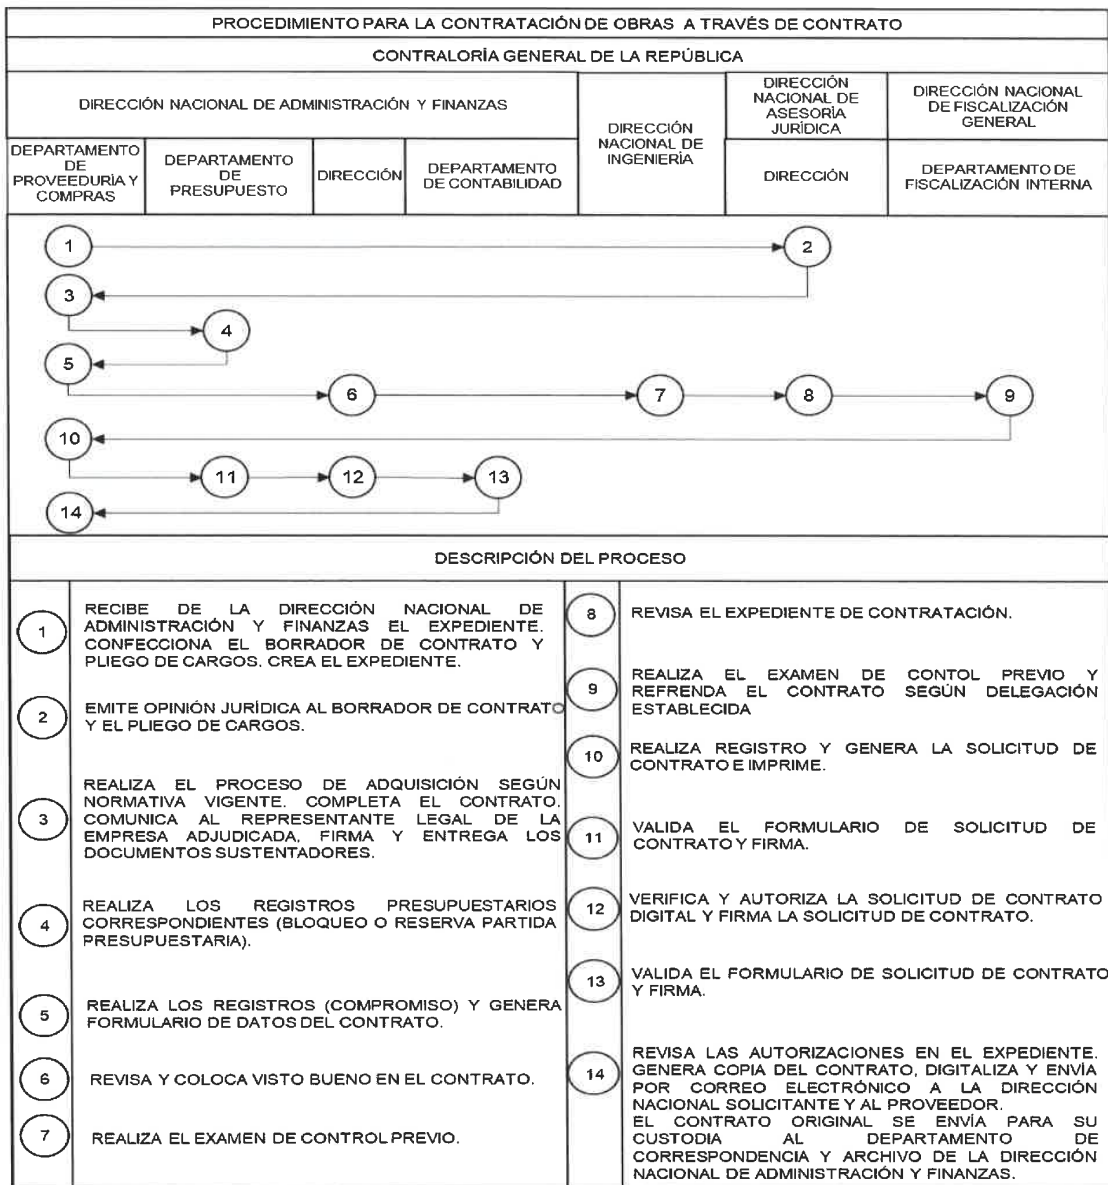 PROCEDIMIENTO PARA LA CONTRATACIÓN DE OBRAS A TRAVÉS DE CONTRATO
CONTRALORÍA GENERAL DE LA REPÚBLICA
DIRECCIÓN NACIONAL DE ADMINISTRACIÓN Y FINANZAS
DIRECCIÓN
NACIONAL DE
INGENIERÍA
DIRECCIÓN
NACIONAL DE
ASESORÍA
JURÍDICA
DIRECCIÓN NACIONAL
DE FISCALIZACIÓN
GENERAL
DEPARTAMENTO
DE
PROVEEDURÍA Y
COMPRAS
DEPARTAMENTO
DE
PRESUPUESTO
DIRECCIÓN
DEPARTAMENTO
DE CONTABILIDAD
DIRECCIÓN
DEPARTAMENTO DE
FISCALIZACIÓN INTERNA
1
2
3
4
5
6
7
8
9
10
11
12
13
14
DESCRIPCIÓN DEL PROCESO
1
RECIBE DE LA DIRECCIÓN NACIONAL DE
ADMINISTRACIÓN Y FINANZAS EL EXPEDIENTE.
CONFECCIONA EL BORRADOR DE CONTRATO Y
PLIEGO DE CARGOS. CREA EL EXPEDIENTE.
2
EMITE OPINIÓN JURÍDICA AL BORRADOR DE CONTRATO
Y EL PLIEGO DE CARGOS.
3
REALIZA EL PROCESO DE ADQUISICIÓN SEGÚN
NORMATIVA VIGENTE. COMPLETA EL CONTRATO.
COMUNICA AL REPRESENTANTE LEGAL DE LA
EMPRESA ADJUDICADA, FIRMA Y ENTREGA LOS
DOCUMENTOS SUSTENTADORES.
4
REALIZA LOS REGISTROS PRESUPUESTARIOS
CORRESPONDIENTES (BLOQUEO O RESERVA PARTIDA
PRESUPUESTARIA).
5
REALIZA LOS REGISTROS (COMPROMISO) Y GENERA
FORMULARIO DE DATOS DEL CONTRATO.
6
REVISA Y COLOCA VISTO BUENO EN EL CONTRATO.
7
REALIZA EL EXAMEN DE CONTROL PREVIO.
8
REVISA EL EXPEDIENTE DE CONTRATACIÓN.
9
REALIZA EL EXAMEN DE CONTOL PREVIO Y
REFRENDA EL CONTRATO SEGÚN DELEGACIÓN
ESTABLECIDA
10
REALIZA REGISTRO Y GENERA LA SOLICITUD DE
CONTRATO E IMPRIME.
11
VALIDA EL FORMULARIO DE SOLICITUD DE
CONTRATO Y FIRMA.
12
VERIFICA Y AUTORIZA LA SOLICITUD DE CONTRATO
DIGITAL Y FIRMA LA SOLICITUD DE CONTRATO.
13
VALIDA EL FORMULARIO DE SOLICITUD DE CONTRATO
Y FIRMA.
14
REVISA LAS AUTORIZACIONES EN EL EXPEDIENTE.
GENERA COPIA DEL CONTRATO, DIGITALIZA Y ENVÍA
POR CORREO ELECTRÓNICO A LA DIRECCIÓN
NACIONAL SOLICITANTE Y AL PROVEEDOR.
EL CONTRATO ORIGINAL SE ENVÍA PARA SU
CUSTODIA AL DEPARTAMENTO DE
CORRESPONDENCIA Y ARCHIVO DE LA DIRECCIÓN
NACIONAL DE ADMINISTRACIÓN Y FINANZAS.